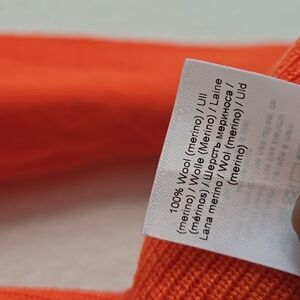 100% Wool (merino) / Ull
(merino) / Wolle (Merino) / Laine
(mérinos) / Шерсть мериноса /
Lana merino / Wol (merino) / Uld
(merino)